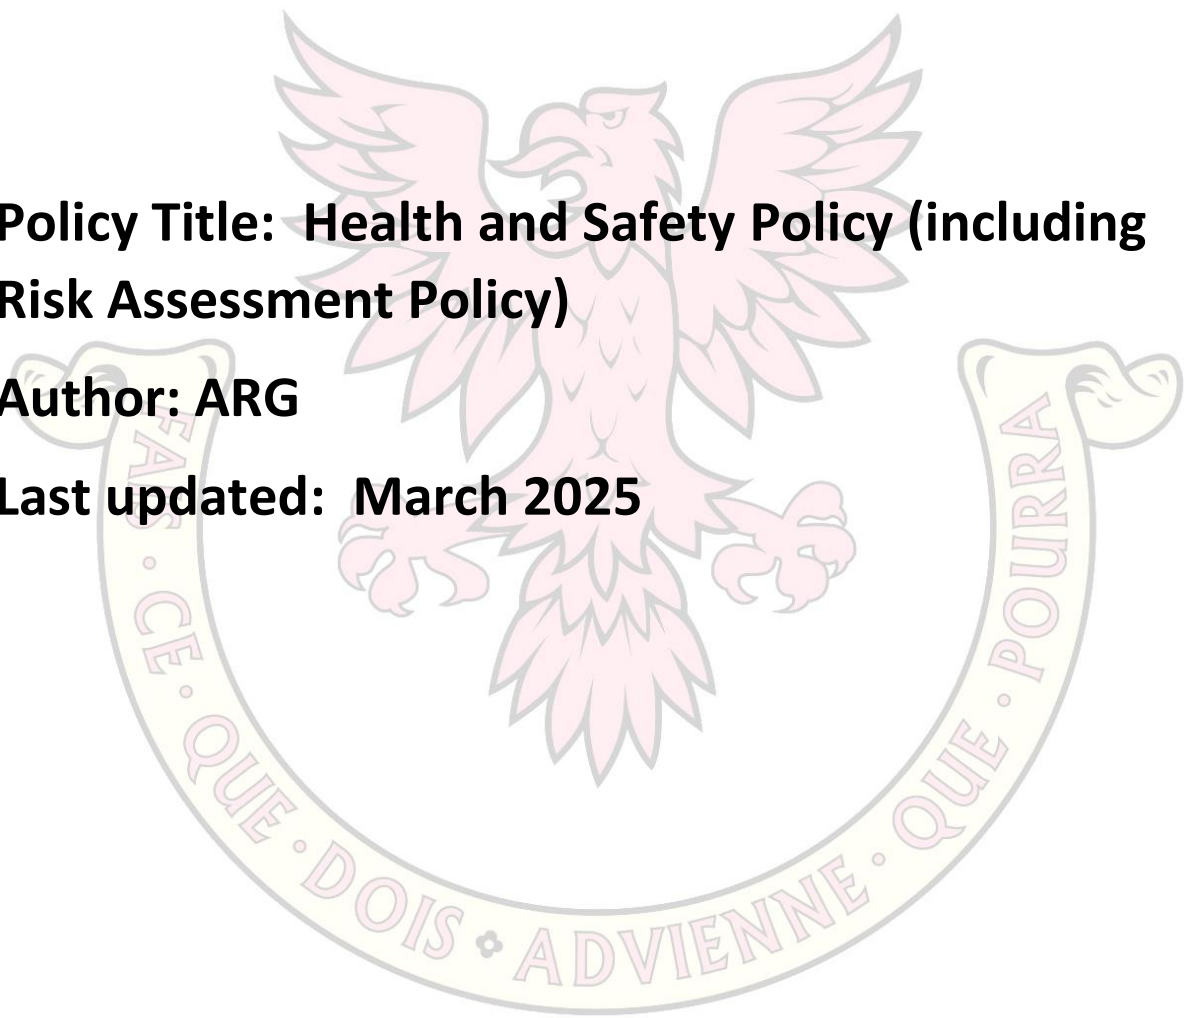 Policy Title: Health and Safety Policy (including
Risk Assessment Policy)
Author: ARG
Last updated: March 2025
FAIS · CE · QUE · DOIS · ADVIENNE · QUE · POURRA